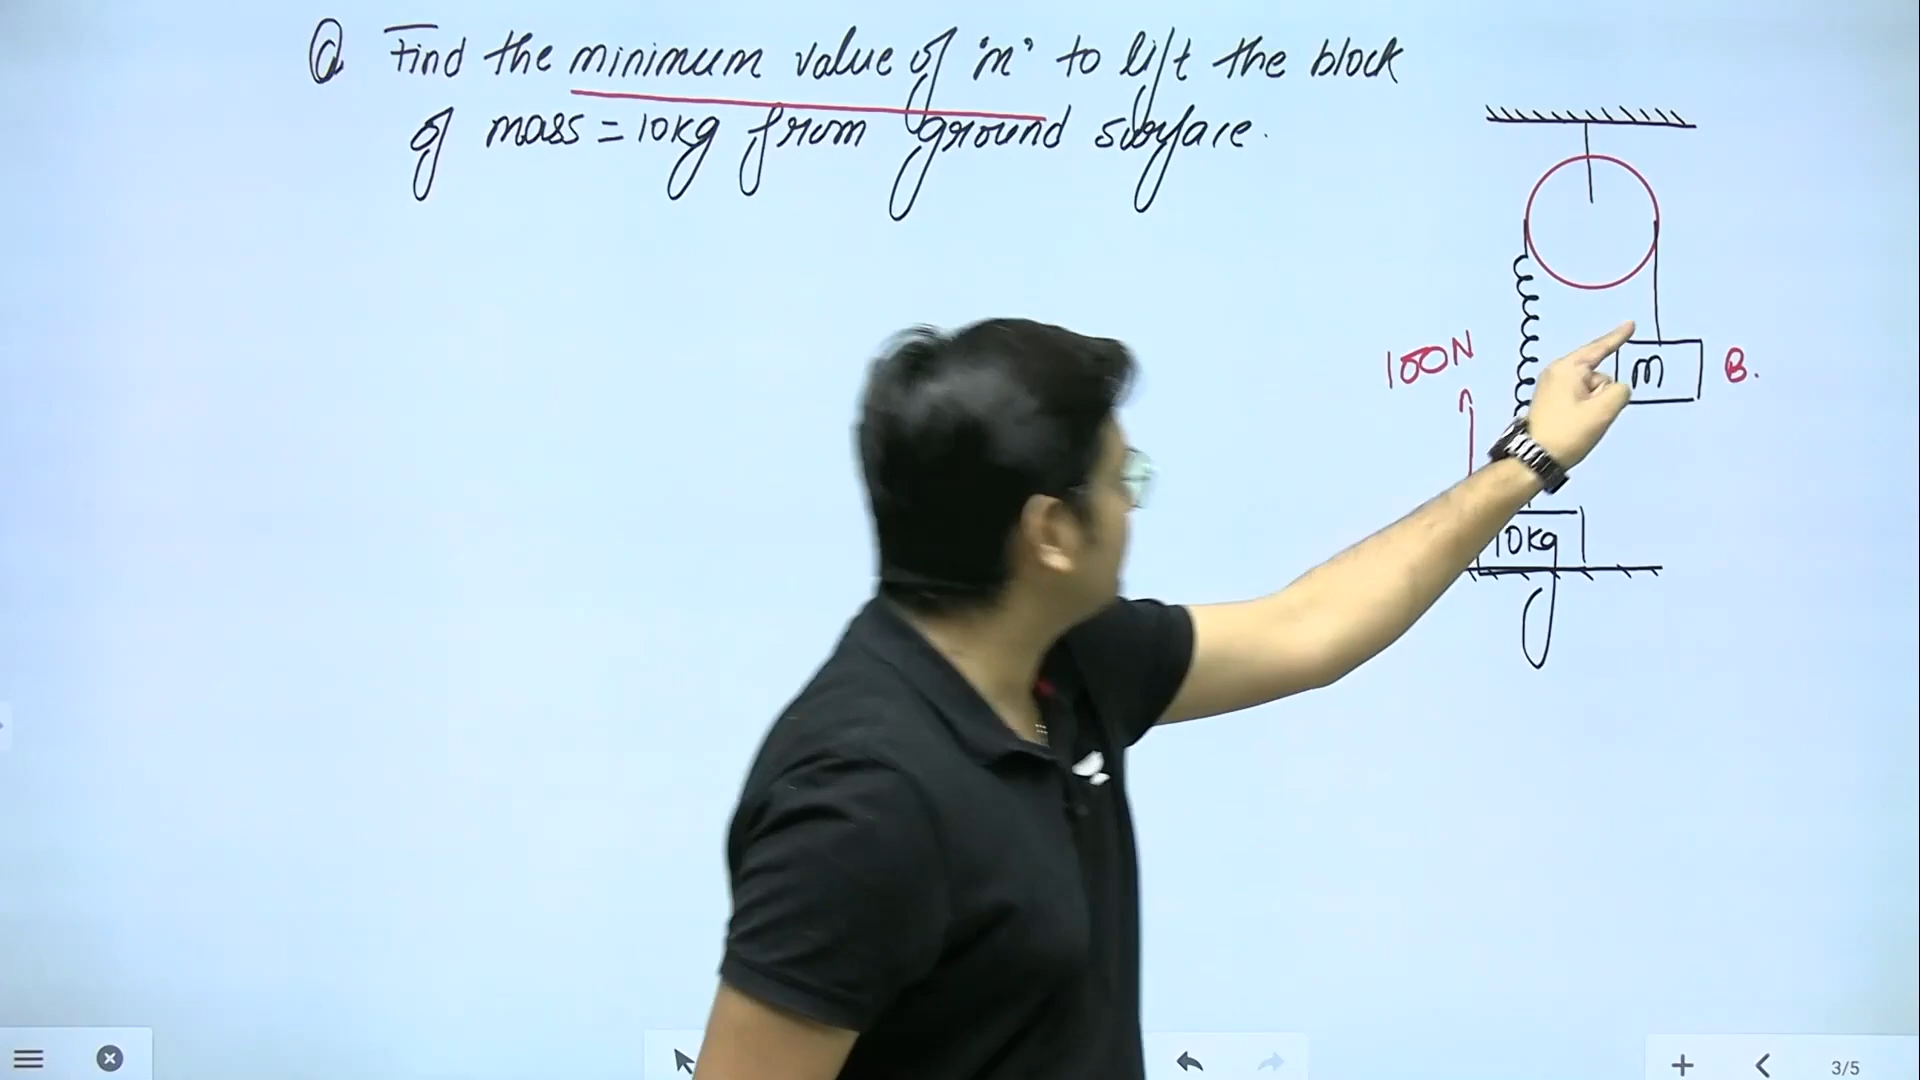 Q Find the minimum value of 'm' to lift the block
of mass = 10kg from ground surface.
100N
m
B.
10kg
3/5